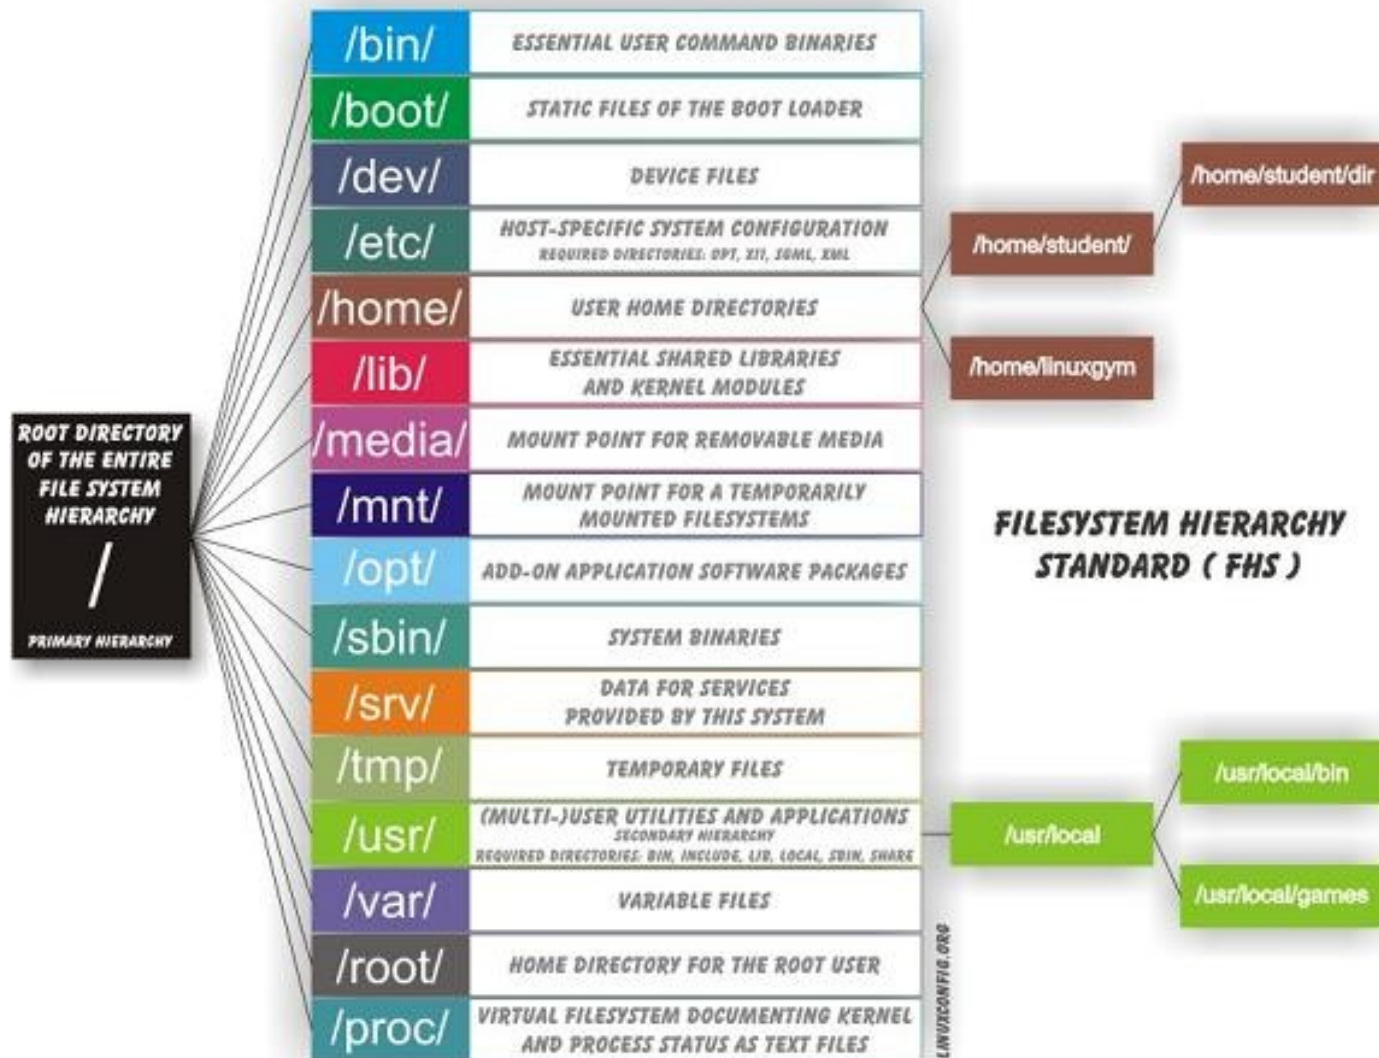 /bin/
ESSENTIAL USER COMMAND BINARIES
/boot/
STATIC FILES OF THE BOOT LOADER
/dev/
DEVICE FILES
/etc/
HOST-SPECIFIC SYSTEM CONFIGURATION
REQUIRED DIRECTORIES: OPT, X11, SGML, XML
/home/
USER HOME DIRECTORIES
/lib/
ESSENTIAL SHARED LIBRARIES
AND KERNEL MODULES
/media/
MOUNT POINT FOR REMOVABLE MEDIA
/mnt/
MOUNT POINT FOR A TEMPORARILY
MOUNTED FILESYSTEMS
/opt/
ADD-ON APPLICATION SOFTWARE PACKAGES
/sbin/
SYSTEM BINARIES
/srv/
DATA FOR SERVICES
PROVIDED BY THIS SYSTEM
/tmp/
TEMPORARY FILES
/usr/
(MULTI-)USER UTILITIES AND APPLICATIONS
SECONDARY HIERARCHY
REQUIRED DIRECTORIES: BIN, INCLUDE, LIB, LOCAL, SBIN, SHARE
/var/
VARIABLE FILES
/root/
HOME DIRECTORY FOR THE ROOT USER
/proc/
VIRTUAL FILESYSTEM DOCUMENTING KERNEL
AND PROCESS STATUS AS TEXT FILES
ROOT DIRECTORY
OF THE ENTIRE
FILE SYSTEM
HIERARCHY
/
PRIMARY HIERARCHY
/home/student/dir
/home/student/
/home/linuxgym
FILESYSTEM HIERARCHY
STANDARD ( FHS )
/usr/local/bin
/usr/local
/usr/local/games
LINUXCONFIG.ORG